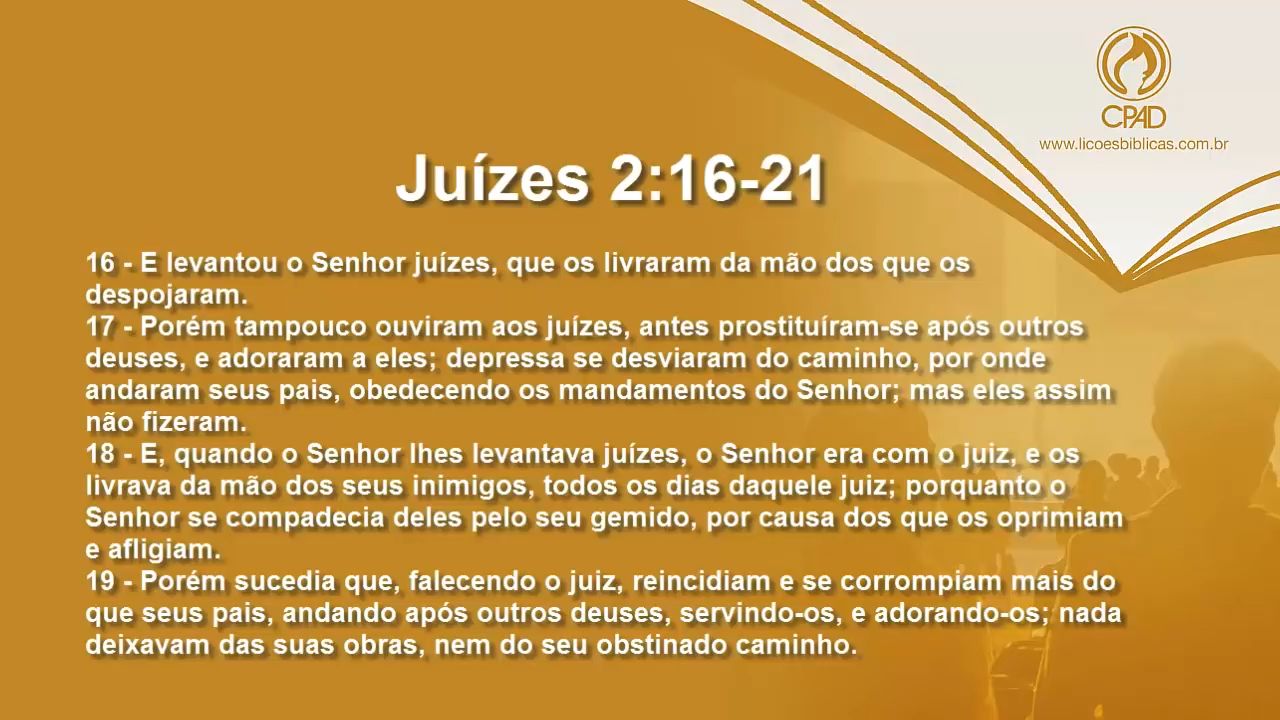 CPAD
www.licoesbiblicas.com.br
Juízes 2:16-21
16 - E levantou o Senhor juízes, que os livraram da mão dos que os
despojaram.
17 - Porém tampouco ouviram aos juízes, antes prostituíram-se após outros
deuses, e adoraram a eles; depressa se desviaram do caminho, por onde
andaram seus pais, obedecendo os mandamentos do Senhor; mas eles assim
não fizeram.
18 - E, quando o Senhor lhes levantava juízes, o Senhor era com o juiz, e os
livrava da mão dos seus inimigos, todos os dias daquele juiz; porquanto o
Senhor se compadecia deles pelo seu gemido, por causa dos que os oprimiam
e afligiam.
19 - Porém sucedia que, falecendo o juiz, reincidiam e se corrompiam mais do
que seus pais, andando após outros deuses, servindo-os, e adorando-os; nada
deixavam das suas obras, nem do seu obstinado caminho.